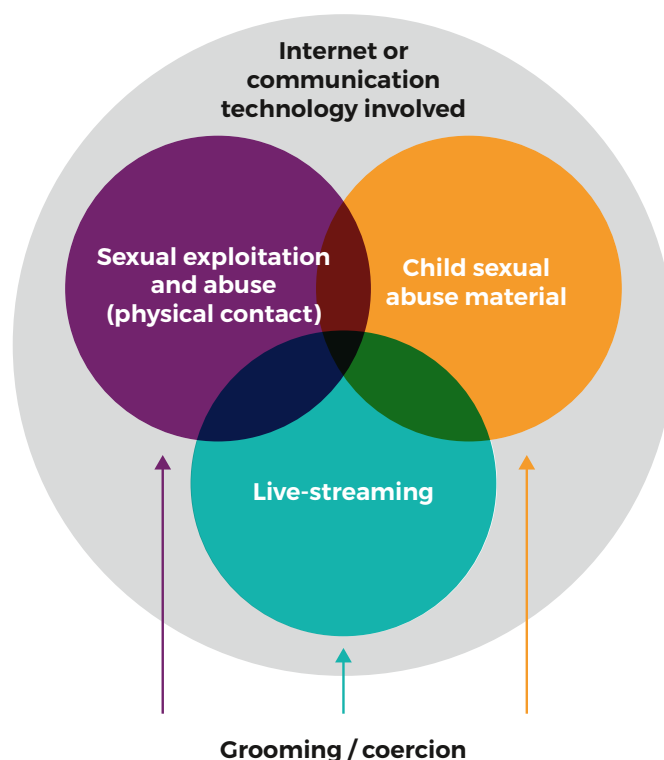 Internet or
communication
technology involved
Sexual exploitation
and abuse
(physical contact)
Child sexual
abuse material
Live-streaming
Grooming / coercion